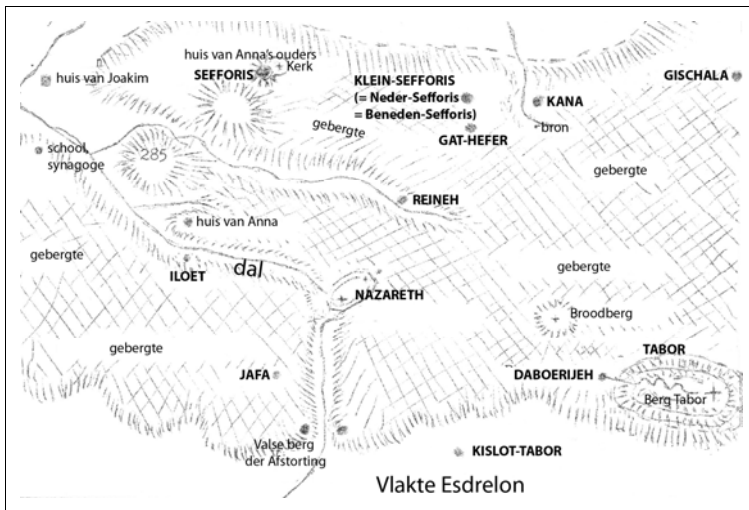 huis van Anna's ouders
Kerk
SEFFORIS
huis van Joakim
KLEIN-SEFFORIS
(= Neder-Sefforis
= Beneden-Sefforis)
GISCHALA
KANA
gebergte
bron
GAT-HEFER
school,
synagoge
285
gebergte
REINEH
huis van Anna
gebergte
dal
ILOET
gebergte
NAZARETH
Broodberg
gebergte
TABOR
JAFA
DABOERIJEH
Berg Tabor
Valse berg
der Afstorting
KISLOT-TABOR
Vlakte Esdrelon